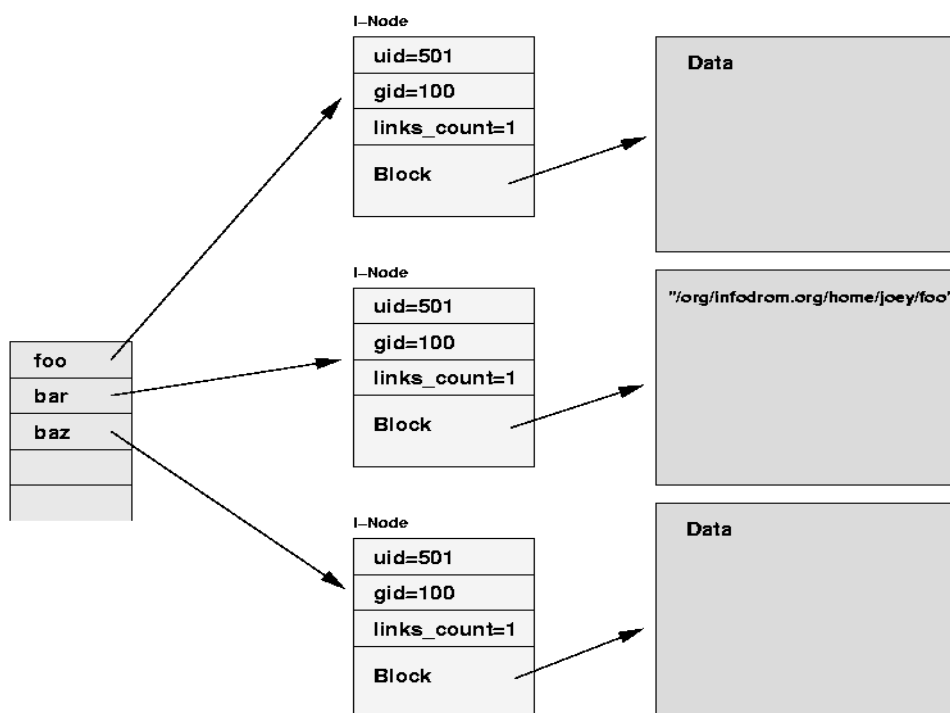 I-Node
uid=501
gid=100
links_count=1
Block
Data
I-Node
uid=501
gid=100
links_count=1
Block
"/org/infodrom.org/home/joey/foo"
foo
bar
baz
I-Node
uid=501
gid=100
links_count=1
Block
Data